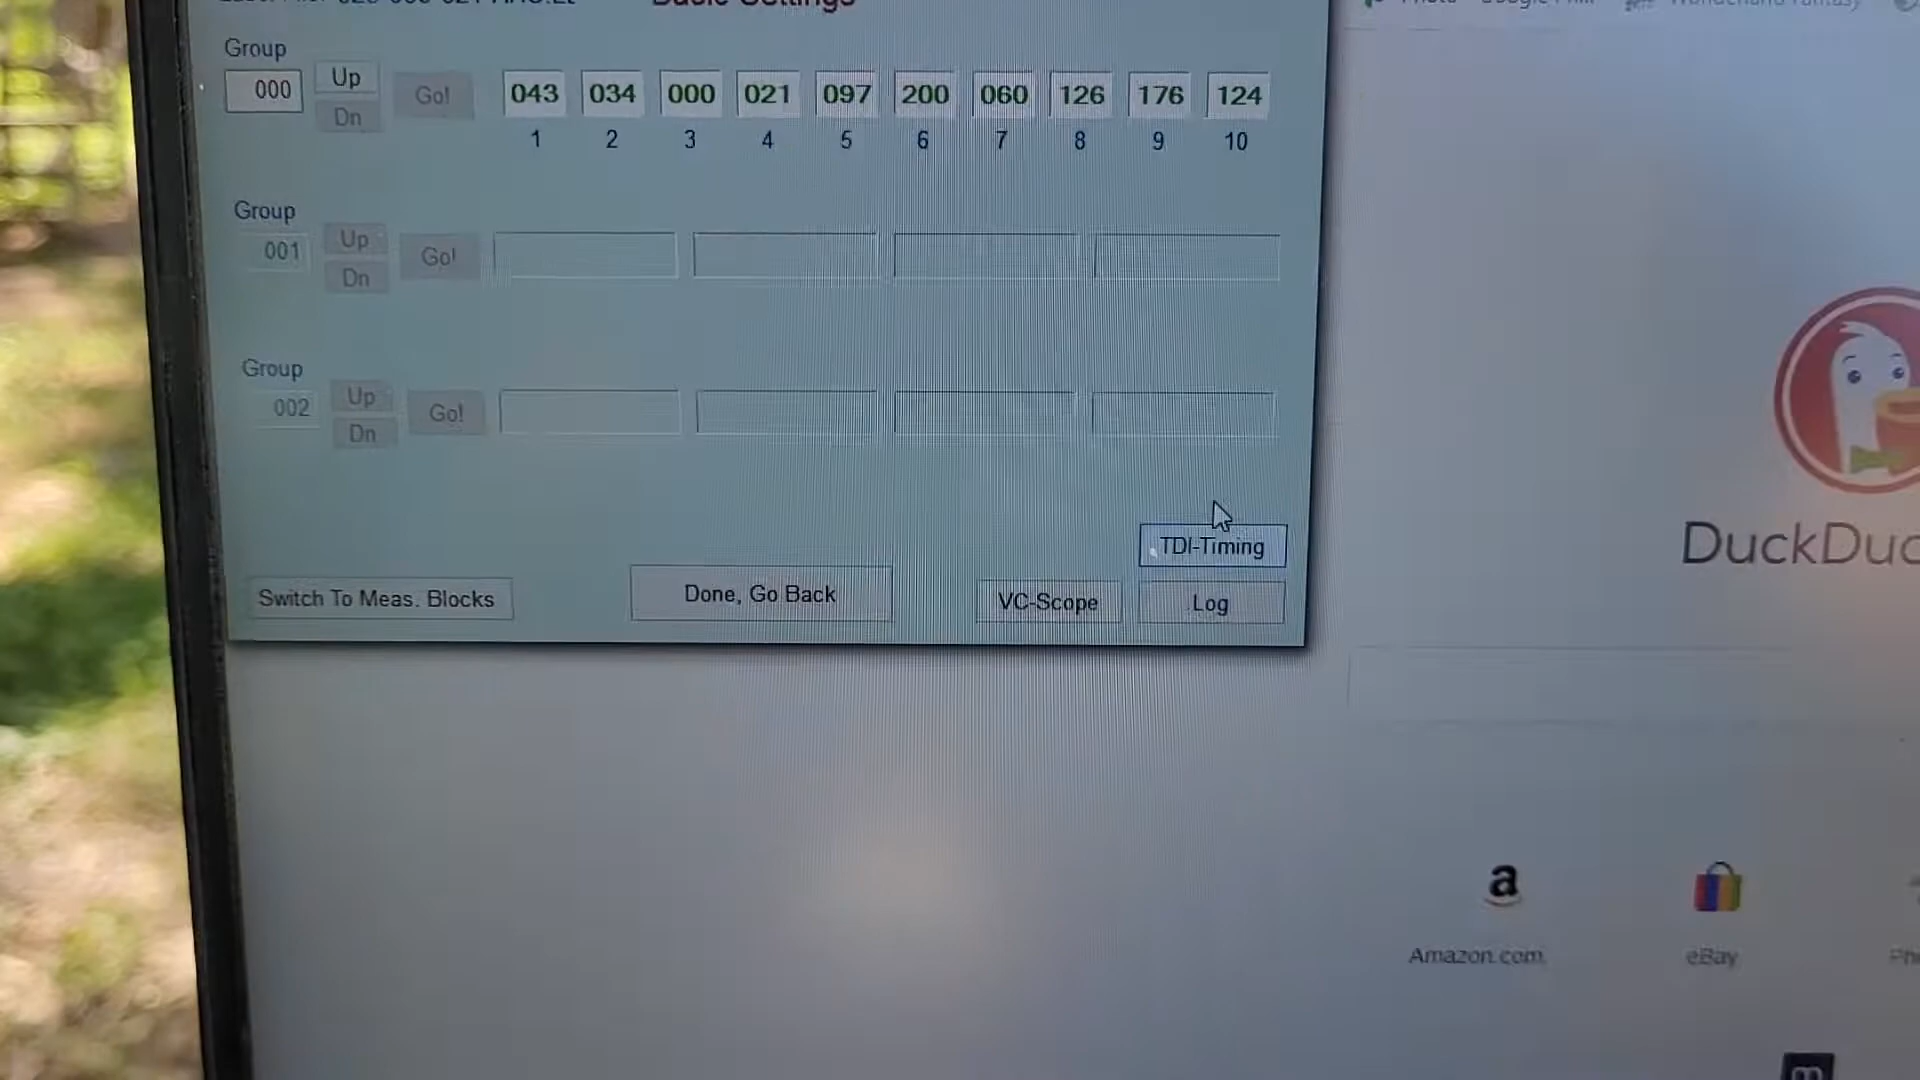 Basic Settings
Group
000 Up Go! 043 034 000 021 097 200 060 126 176 124
Dn
1 2 3 4 5 6 7 8 9 10
Group
001 Up Go!
Dn
Group
002 Up Go!
Dn
TDI-Timing
Switch To Meas. Blocks Done, Go Back VC-Scope Log
DuckDuc
a
Amazon.com eBay
m